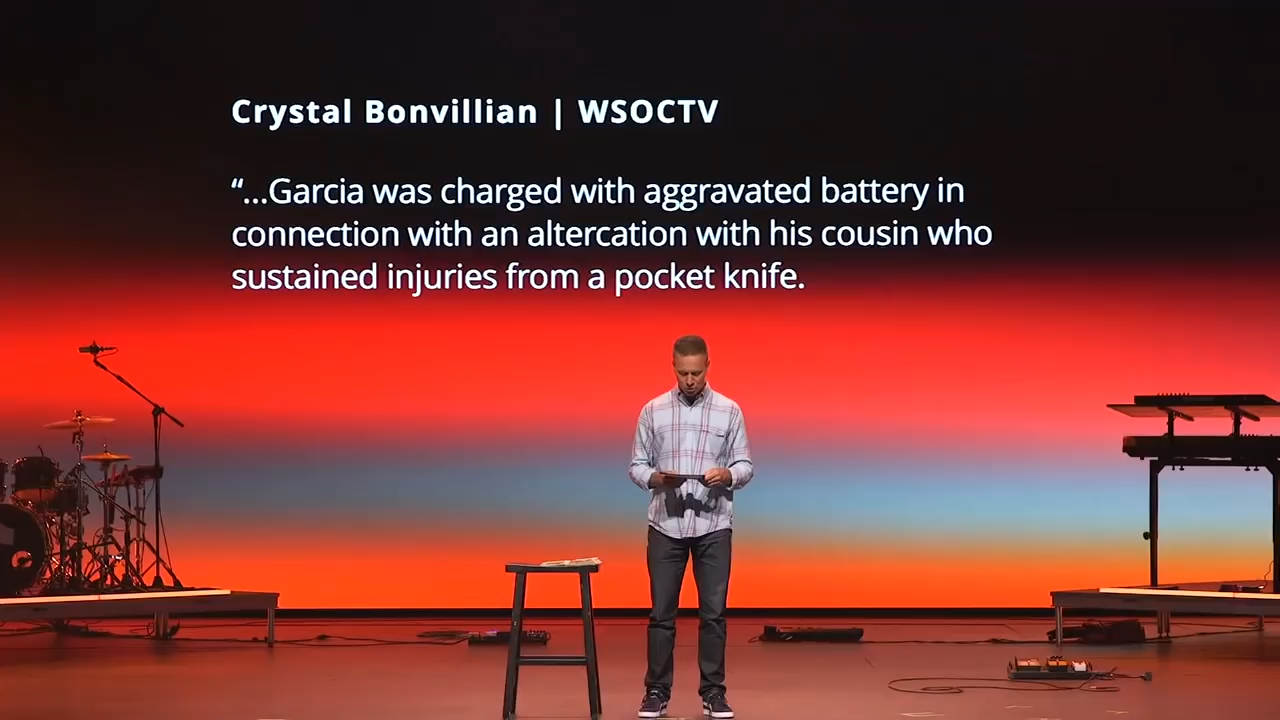 Crystal Bonvillian | WSOCTV
“...Garcia was charged with aggravated battery in
connection with an altercation with his cousin who
sustained injuries from a pocket knife.